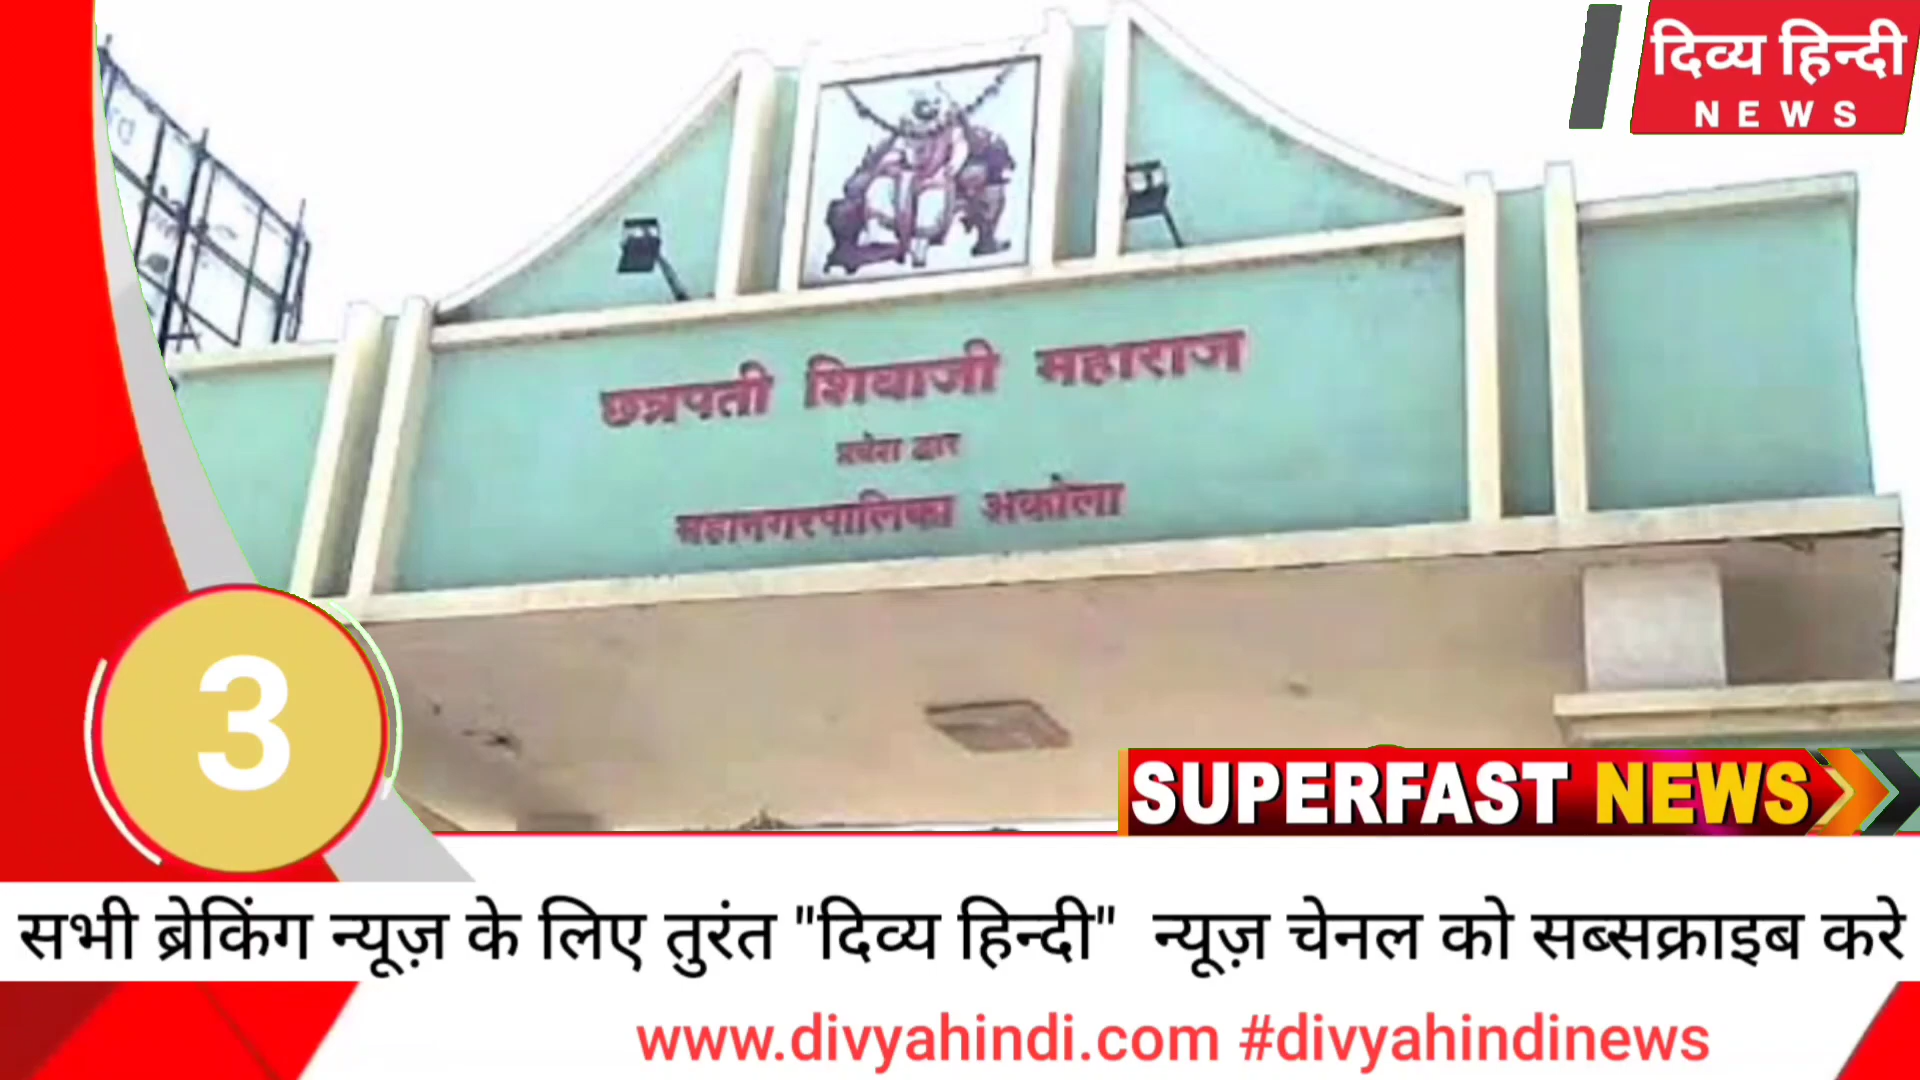 दिव्य हिन्दी
NEWS
छत्रपती शिवाजी महाराज
प्रवेश द्वार
महानगरपालिका अकोला
3
SUPERFAST NEWS
सभी ब्रेकिंग न्यूज़ के लिए तुरंत "दिव्य हिन्दी" न्यूज़ चेनल को सब्सक्राइब करे
www.divyahindi.com #divyahindinews